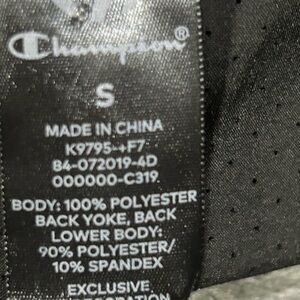 Champion®
S
MADE IN CHINA
K9795-+F7
84-072019-4D
000000-C319
BODY: 100% POLYESTER
BACK YOKE, BACK
LOWER BODY:
90% POLYESTER/
10% SPANDEX
EXCLUSIVE